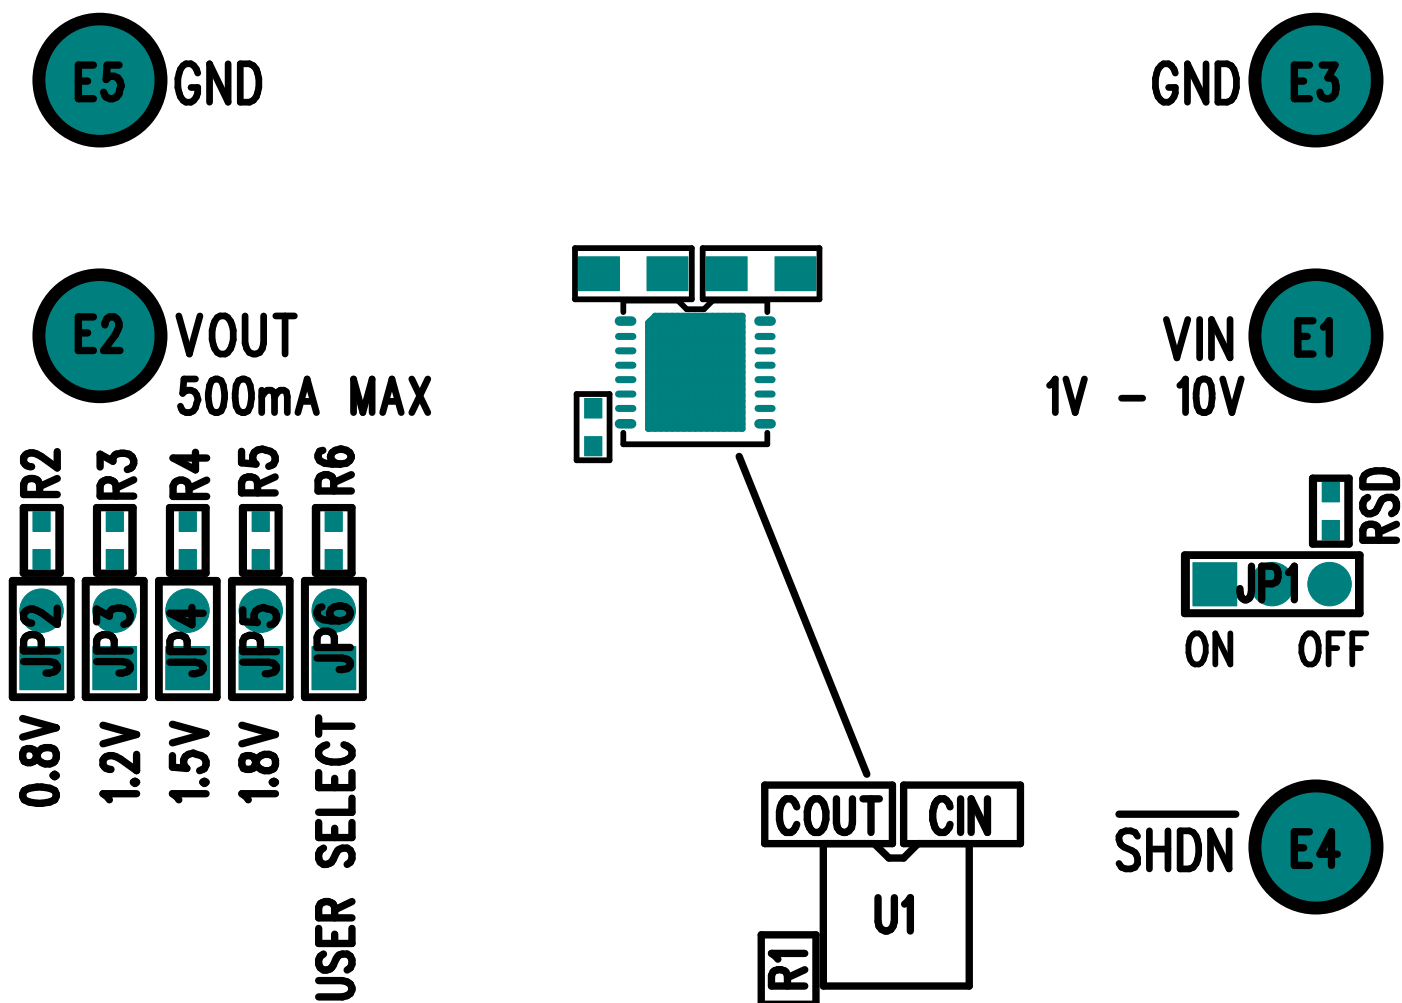 E5 GND
GND E3
E2 VOUT
500mA MAX
VIN E1
1V - 10V
R2 R3 R4 R5 R6
RSD
JP2 JP3 JP4 JP5 JP6
JP1
ON OFF
0.8V 1.2V 1.5V 1.8V USER SELECT
COUT CIN
SHDN E4
U1
R1